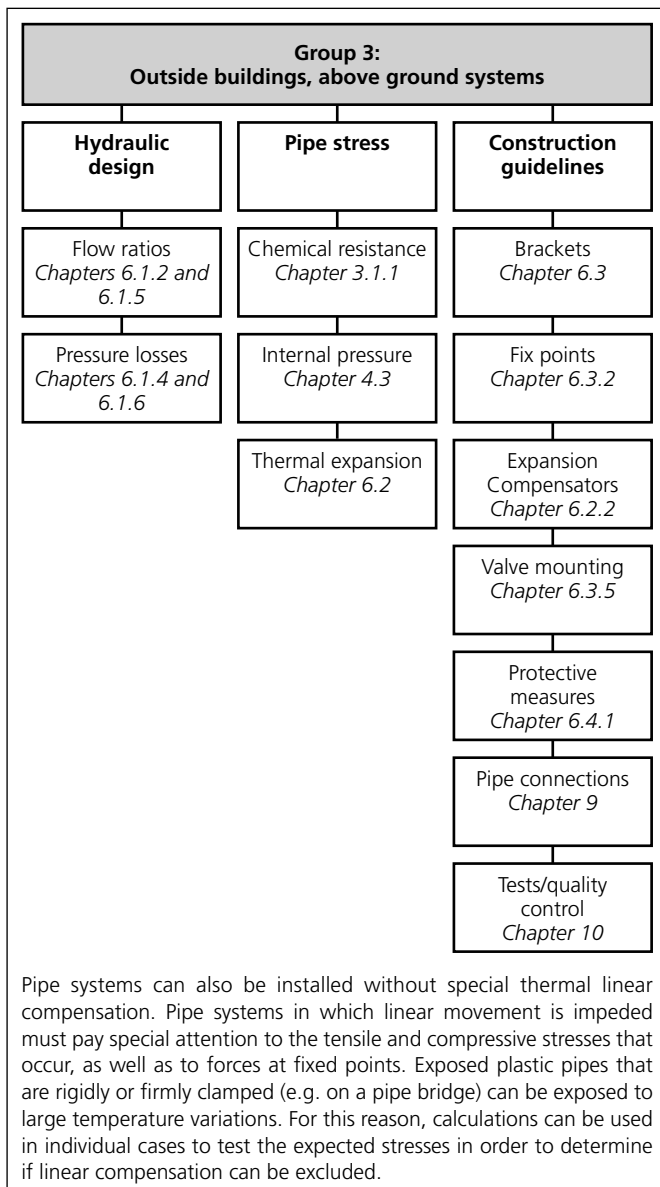 Group 3:
Outside buildings, above ground systems
Hydraulic
design
Flow ratios
Chapters 6.1.2 and
6.1.5
Pressure losses
Chapters 6.1.4 and
6.1.6
Pipe stress
Chemical resistance
Chapter 3.1.1
Internal pressure
Chapter 4.3
Thermal expansion
Chapter 6.2
Construction
guidelines
Brackets
Chapter 6.3
Fix points
Chapter 6.3.2
Expansion
Compensators
Chapter 6.2.2
Valve mounting
Chapter 6.3.5
Protective
measures
Chapter 6.4.1
Pipe connections
Chapter 9
Tests/quality
control
Chapter 10
Pipe systems can also be installed without special thermal linear
compensation. Pipe systems in which linear movement is impeded
must pay special attention to the tensile and compressive stresses that
occur, as well as to forces at fixed points. Exposed plastic pipes that
are rigidly or firmly clamped (e.g. on a pipe bridge) can be exposed to
large temperature variations. For this reason, calculations can be used
in individual cases to test the expected stresses in order to determine
if linear compensation can be excluded.